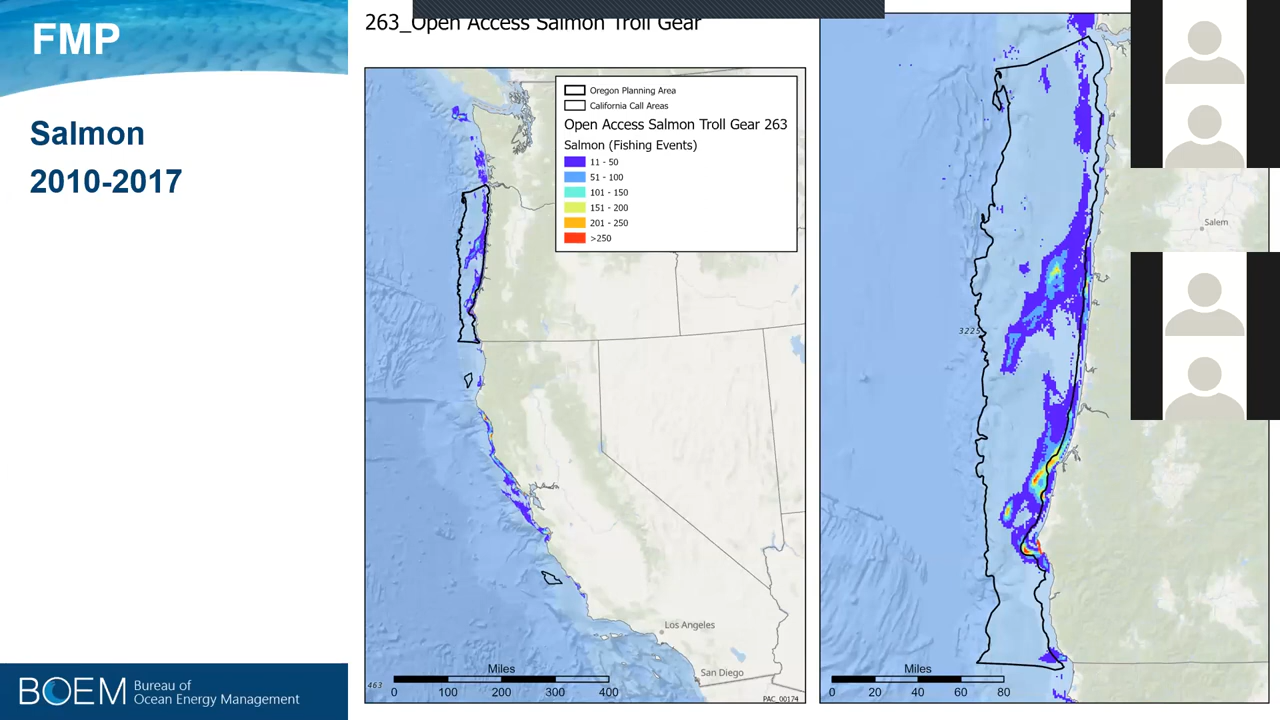 FMP
Salmon
2010-2017
BOEM Bureau of
Ocean Energy Management
263_Open Access Salmon Troll Gear
Oregon Planning Area
California Call Areas
Open Access Salmon Troll Gear 263
Salmon (Fishing Events)
11 - 50
51 - 100
101 - 150
151 - 200
201 - 250
>250
Los Angeles
San Diego
Miles
463
0 100 200 300 400
PAC_00174
Salem
3225
Miles
0 20 40 60 80